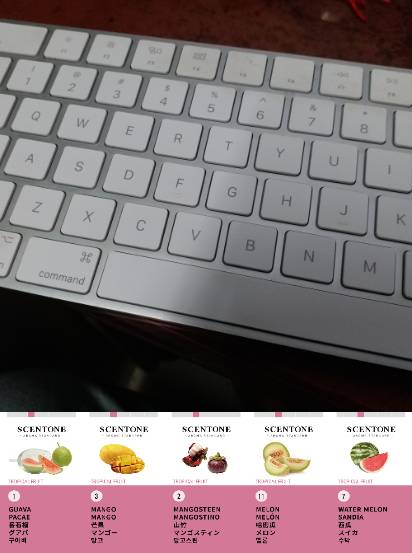 ! 1
@ 2
# 3
$ 4
% 5
^ 6
& 7
* 8
Q W E R T Y U I
A S D F G H J K
Z X C V B N M
⌘
command
SCENTONE SCENTONE SCENTONE SCENTONE SCENTONE
TROPICAL FRUIT TROPICAL FRUIT TROPICAL FRUIT TROPICAL FRUIT TROPICAL FRUIT
1 3 2 11 7
GUAVA MANGO MANGOSTEEN MELON WATER MELON
PACAE MANGO MANGOSTINO MELÓN SANDIA
番石榴 芒果 山竹 哈密瓜 西瓜
グアバ マンゴー マンゴスティン メロン スイカ
구아바 망고 망고스틴 멜론 수박